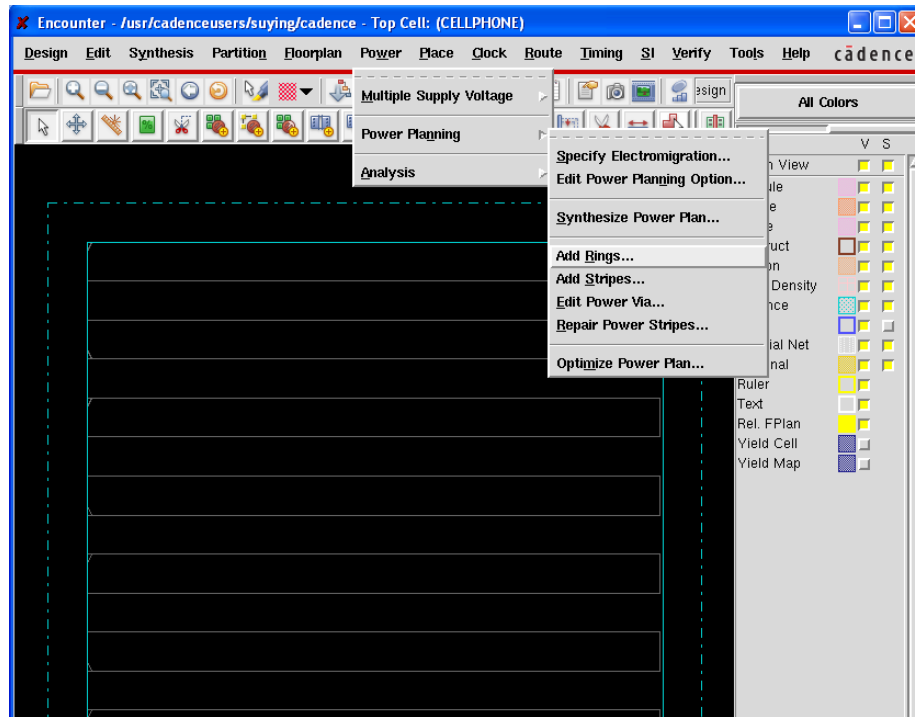 Encounter - /usr/cadenceusers/suying/cadence - Top Cell: (CELLPHONE)
Design Edit Synthesis Partition Floorplan Power Place Clock Route Timing SI Verify Tools Help cādence
Multiple Supply Voltage
Power Planning
Analysis
Specify Electromigration...
Edit Power Planning Option...
Synthesize Power Plan...
Add Rings...
Add Stripes...
Edit Power Via...
Repair Power Stripes...
Optimize Power Plan...
All Colors
V S
View
Density
Net
Ruler
Text
Rel. FPlan
Yield Cell
Yield Map